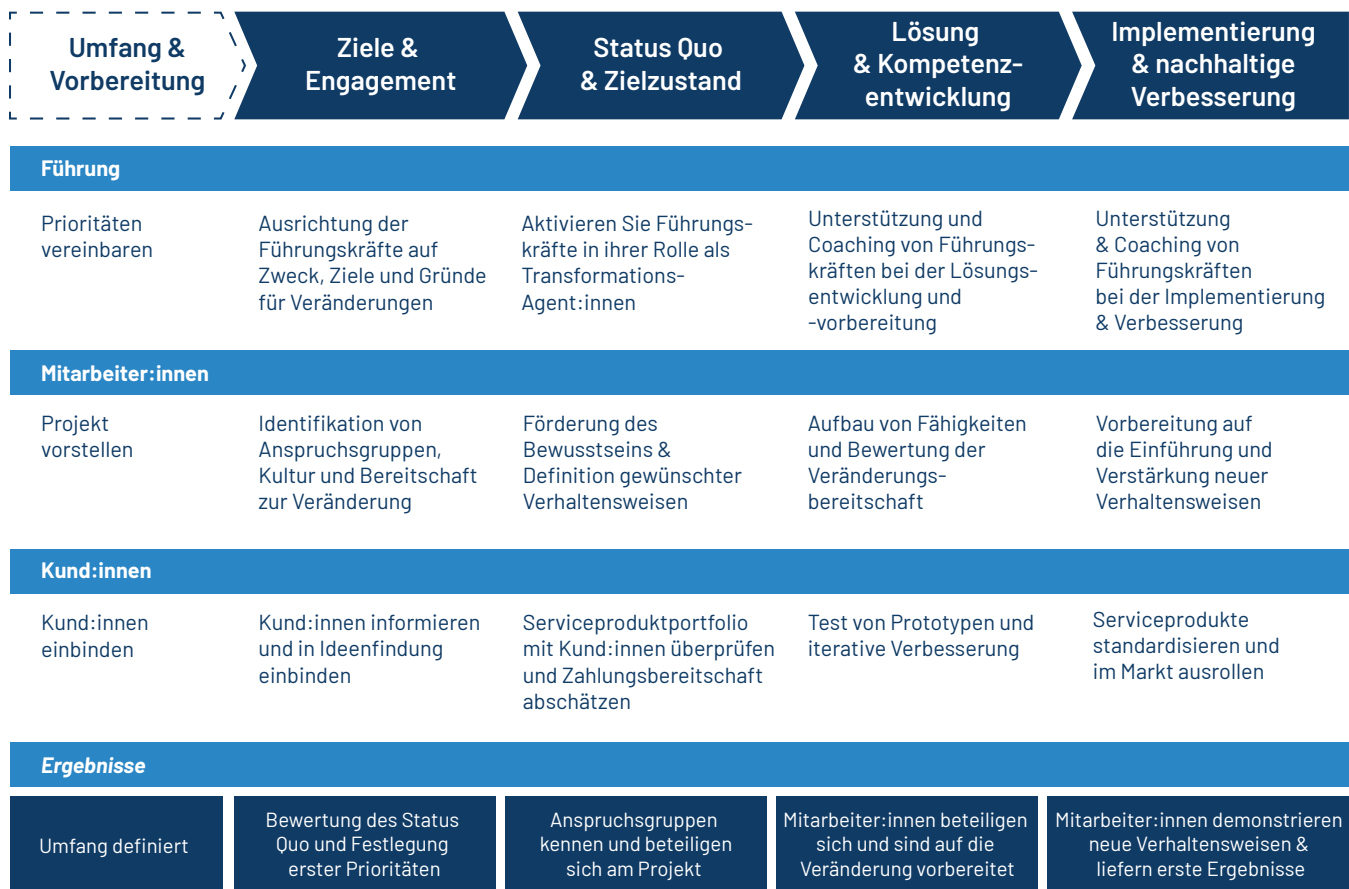 Umfang &
Vorbereitung
Ziele &
Engagement
Status Quo
& Zielzustand
Lösung
& Kompetenz-
entwicklung
Implementierung
& nachhaltige
Verbesserung
Führung
Prioritäten
vereinbaren
Ausrichtung der
Führungskräfte auf
Zweck, Ziele und Gründe
für Veränderungen
Aktivieren Sie Führungs-
kräfte in ihrer Rolle als
Transformations-
Agent:innen
Unterstützung und
Coaching von Führungs-
kräften bei der Lösungs-
entwicklung und
-vorbereitung
Unterstützung
& Coaching von
Führungskräften
bei der Implementierung
& Verbesserung
Mitarbeiter:innen
Projekt
vorstellen
Identifikation von
Anspruchsgruppen,
Kultur und Bereitschaft
zur Veränderung
Förderung des
Bewusstseins &
Definition gewünschter
Verhaltensweisen
Aufbau von Fähigkeiten
und Bewertung der
Veränderungs-
bereitschaft
Vorbereitung auf
die Einführung und
Verstärkung neuer
Verhaltensweisen
Kund:innen
Kund:innen
einbinden
Kund:innen informieren
und in Ideenfindung
einbinden
Serviceproduktportfolio
mit Kund:innen überprüfen
und Zahlungsbereitschaft
abschätzen
Test von Prototypen und
iterative Verbesserung
Serviceprodukte
standardisieren und
im Markt ausrollen
Ergebnisse
Umfang definiert
Bewertung des Status
Quo und Festlegung
erster Prioritäten
Anspruchsgruppen
kennen und beteiligen
sich am Projekt
Mitarbeiter:innen beteiligen
sich und sind auf die
Veränderung vorbereitet
Mitarbeiter:innen demonstrieren
neue Verhaltensweisen &
liefern erste Ergebnisse